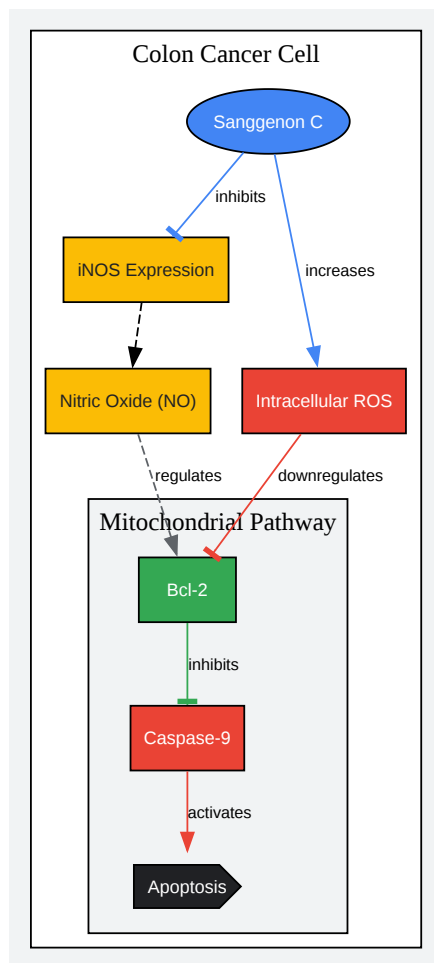 Colon Cancer Cell
Sanggenon C
inhibits
iNOS Expression
increases
Nitric Oxide (NO)
Intracellular ROS
regulates
downregulates
Mitochondrial Pathway
Bcl-2
inhibits
Caspase-9
activates
Apoptosis